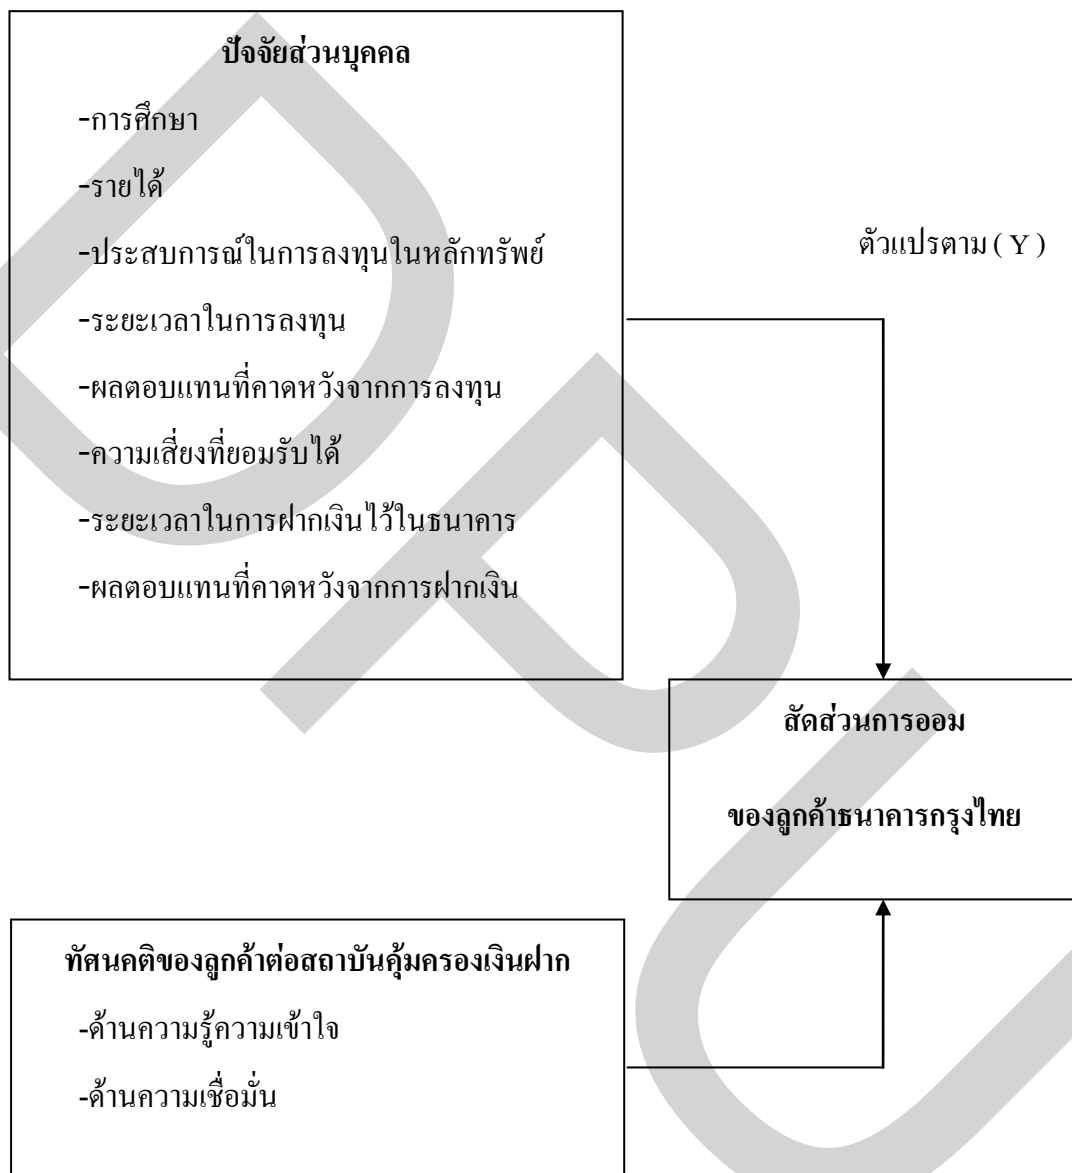 ปัจจัยส่วนบุคคล
-การศึกษา
-รายได้
-ประสบการณ์ในการลงทุนในหลักทรัพย์
-ระยะเวลาในการลงทุน
-ผลตอบแทนที่คาดหวังจากการลงทุน
-ความเสี่ยงที่ยอมรับได้
-ระยะเวลาในการฝากเงินไว้ในธนาคาร
-ผลตอบแทนที่คาดหวังจากการฝากเงิน
ตัวแปรตาม ( Y )
สัดส่วนการออม
ของลูกค้าธนาคารกรุงไทย
ทัศนคติของลูกค้าต่อสถาบันคุ้มครองเงินฝาก
-ด้านความรู้ความเข้าใจ
-ด้านความเชื่อมั่น
DPU